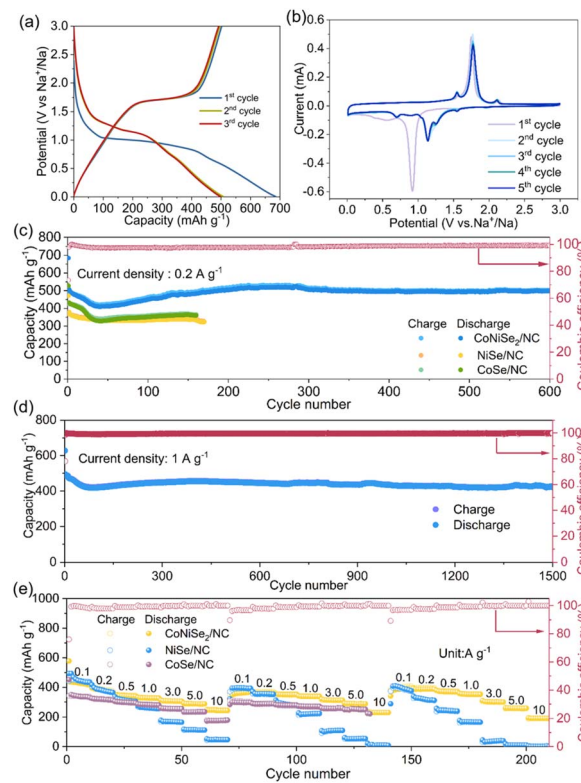 (a)
Potential (V vs Na⁺/Na)
3.0
2.5
2.0
1.5
1.0
0.5
0.0
1st cycle
2nd cycle
3rd cycle
0 100 200 300 400 500 600 700
Capacity (mAh g⁻¹)
(b)
Current (mA)
0.6
0.4
0.2
0.0
-0.2
-0.4
-0.6
1st cycle
2nd cycle
3rd cycle
4th cycle
5th cycle
0.0 0.5 1.0 1.5 2.0 2.5 3.0
Potential (V vs.Na⁺/Na)
(c)
Capacity (mAh g⁻¹)
800
700
600
500
400
300
200
100
0
Current density : 0.2 A g⁻¹
Charge Discharge
CoNiSe₂/NC
NiSe/NC
CoSe/NC
100
80
60
40
20
0
0 100 200 300 400 500 600
Cycle number
(d)
Capacity (mAh g⁻¹)
800
600
400
200
0
Current density: 1 A g⁻¹
Charge
Discharge
100
80
60
40
20
0
0 300 600 900 1200 1500
Cycle number
(e)
Capacity (mAh g⁻¹)
1000
800
600
400
200
0
Charge Discharge
CoNiSe₂/NC
NiSe/NC
CoSe/NC
Unit:A g⁻¹
0.1 0.2 0.5 1.0 3.0 5.0 10
0.1 0.2 0.5 1.0 3.0 5.0 10
0.1 0.2 0.5 1.0 3.0 5.0 10
100
80
60
40
20
0
0 50 100 150 200
Cycle number